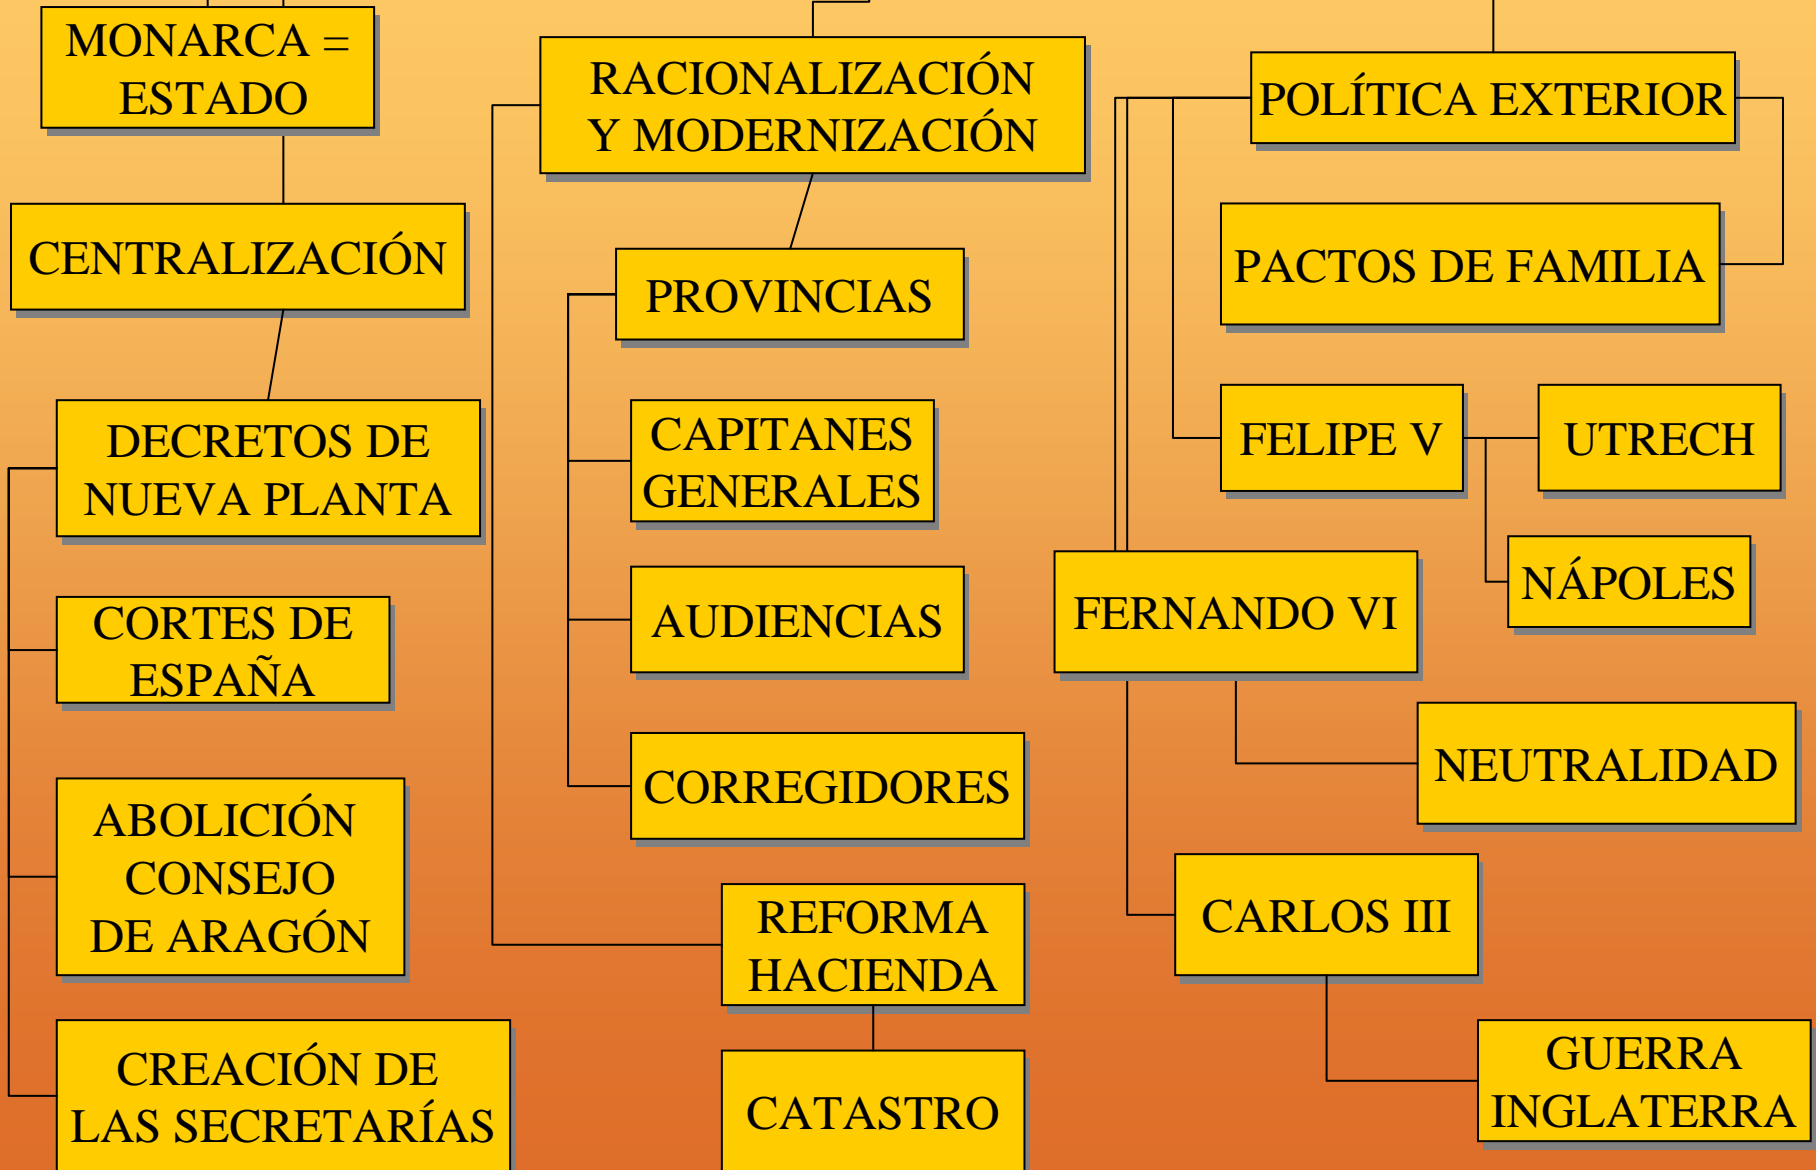 MONARCA =
ESTADO
CENTRALIZACIÓN
DECRETOS DE
NUEVA PLANTA
CORTES DE
ESPAÑA
ABOLICIÓN
CONSEJO
DE ARAGÓN
CREACIÓN DE
LAS SECRETARÍAS
RACIONALIZACIÓN
Y MODERNIZACIÓN
PROVINCIAS
CAPITANES
GENERALES
AUDIENCIAS
CORREGIDORES
REFORMA
HACIENDA
CATASTRO
POLÍTICA EXTERIOR
PACTOS DE FAMILIA
FELIPE V
UTRECH
NÁPOLES
FERNANDO VI
NEUTRALIDAD
CARLOS III
GUERRA
INGLATERRA